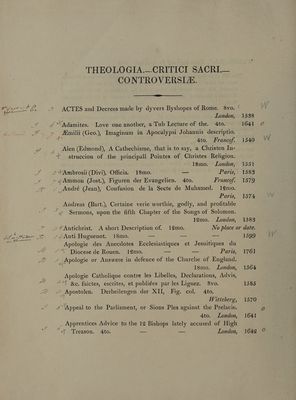 THEOLOGIA.—CRITICI SACRI.—
CONTROVERSIÆ.
ACTES and Decrees made by dyvers Byshopes of Rome. 8vo.
London, 1538
Adamites. Love one another, a Tub Lecture of the. 4to. 1641
Æmilii (Geo.), Imaginum in Apocalypsi Johannis descriptio.
4to. Francof. 1540
Alen (Edmond), A Cathechisme, that is to say, a Christen In-
struccion of the principall Pointes of Christes Religion.
18mo. London, 1551
Ambrosii (Divi), Officia. 18mo. — Paris, 1583
Ammon (Jost.), Figuren der Evangelien. 4to. Francof. 1579
André (Jean), Confusion de la Secte de Muhamed. 12mo.
Paris, 1574
Andreas (Bart.), Certaine verie worthie, godly, and profitable
Sermons, upon the fifth Chapter of the Songs of Solomon.
12mo. London, 1583
Antichrist. A short Description of. 12mo. No place or date.
Anti-Huguenot. 18mo. — — 1599
Apologie des Anecdotes Ecclesiastiques et Jesuitiques du
Diocese de Rouen. 12mo. Paris, 1761
Apologie or Answere in defence of the Churche of England.
18mo. London, 1564
Apologie Catholique contre les Libelles, Declarations, Advis,
&c. faictes, escrites, et publiées par les Liguez. 8vo. 1585
Apostolen. Derheilengen der XII, Fig. col. 4to.
Witteberg, 1570
Appeal to the Parliament, or Sions Plea against the Prelacie.
4to. London, 1641
Apprentices Advice to the 12 Bishops lately accused of High
Treason. 4to. — — London, 1642